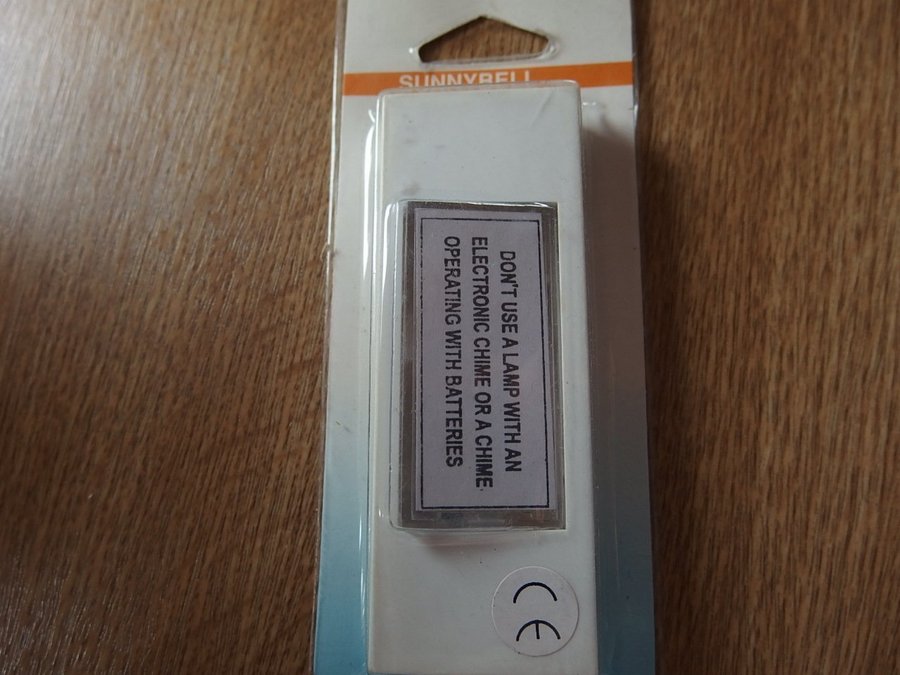 SUNNYBELL
DON'T USE A LAMP WITH AN
ELECTRONIC CHIME OR A CHIME
OPERATING WITH BATTERIES
CE